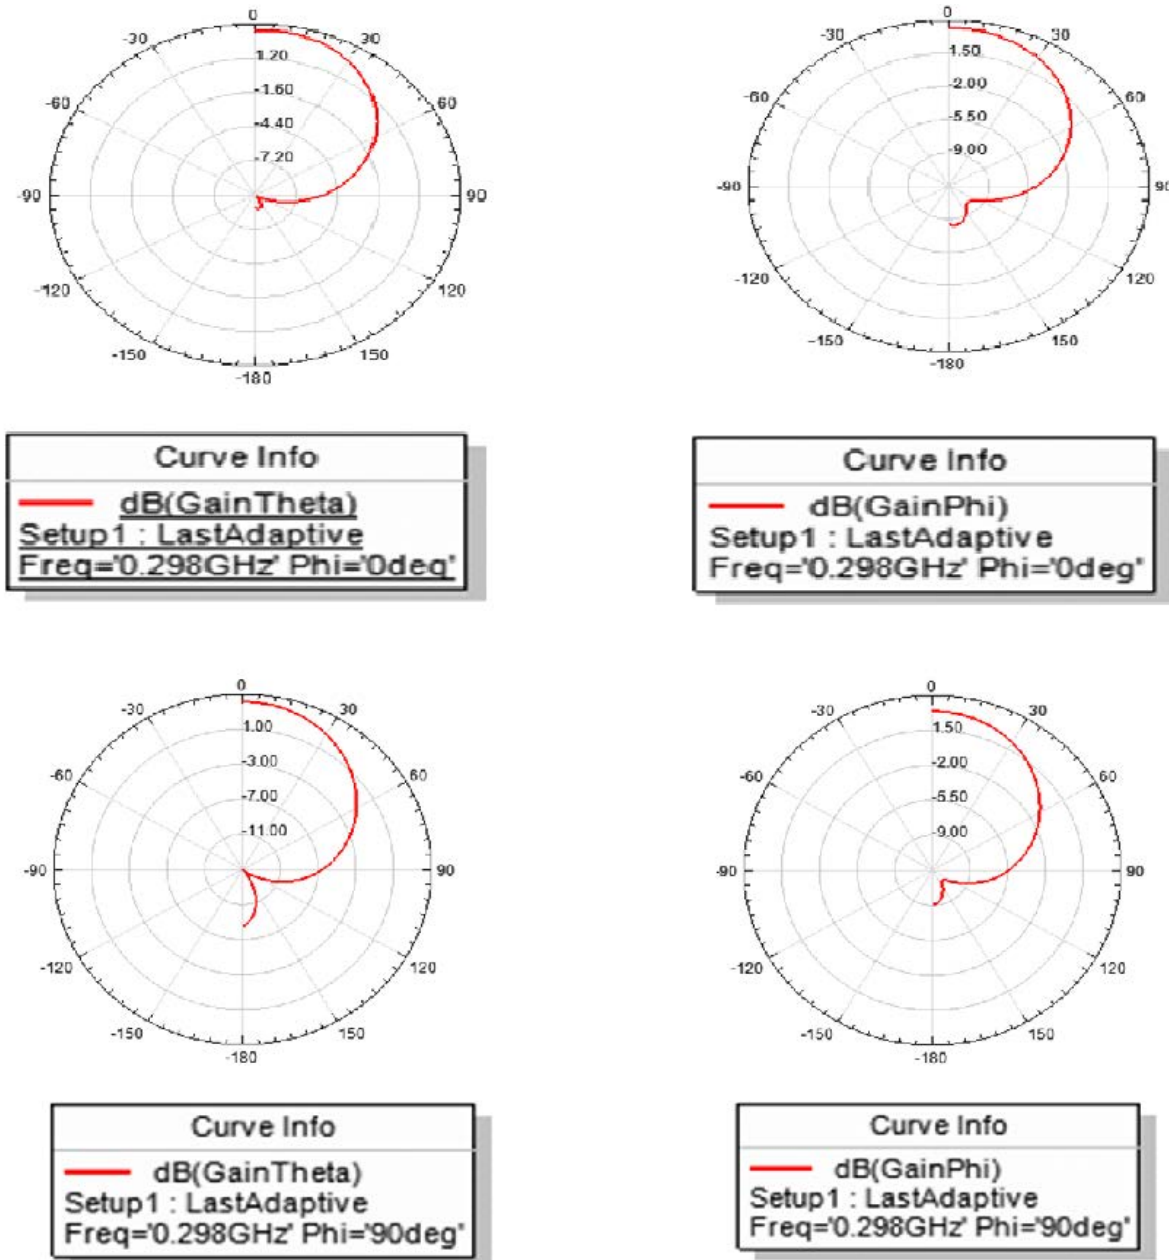 0
-30 30
1.20
-1.60
-60 60
-4.40
-7.20
-90 90
-120 120
-150 150
-180
Curve Info
dB(GainTheta)
Setup1 : LastAdaptive
Freq='0.298GHz' Phi='0deg'
0
-30 30
1.50
-2.00
-60 60
-5.50
-9.00
-90 90
-120 120
-150 150
-180
Curve Info
dB(GainPhi)
Setup1 : LastAdaptive
Freq='0.298GHz' Phi='0deg'
0
-30 30
1.00
-3.00
-60 60
-7.00
-11.00
-90 90
-120 120
-150 150
-180
Curve Info
dB(GainTheta)
Setup1 : LastAdaptive
Freq='0.298GHz' Phi='90deg'
0
-30 30
1.50
-2.00
-60 60
-5.50
-9.00
-90 90
-120 120
-150 150
-180
Curve Info
dB(GainPhi)
Setup1 : LastAdaptive
Freq='0.298GHz' Phi='90deg'